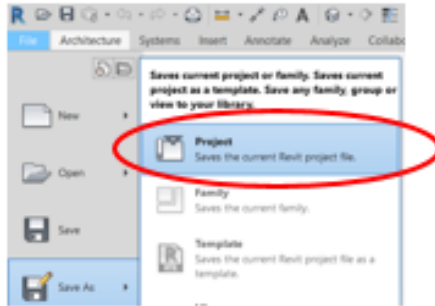 File Architecture Systems Insert Annotate Analyze Collabo
Saves current project or family. Saves current
project as a template. Save any family, group or
view to your library.
New
Project
Saves the current Revit project file.
Open
Family
Saves the current family.
Save
Template
Saves the current Revit project file as a
template.
Save As